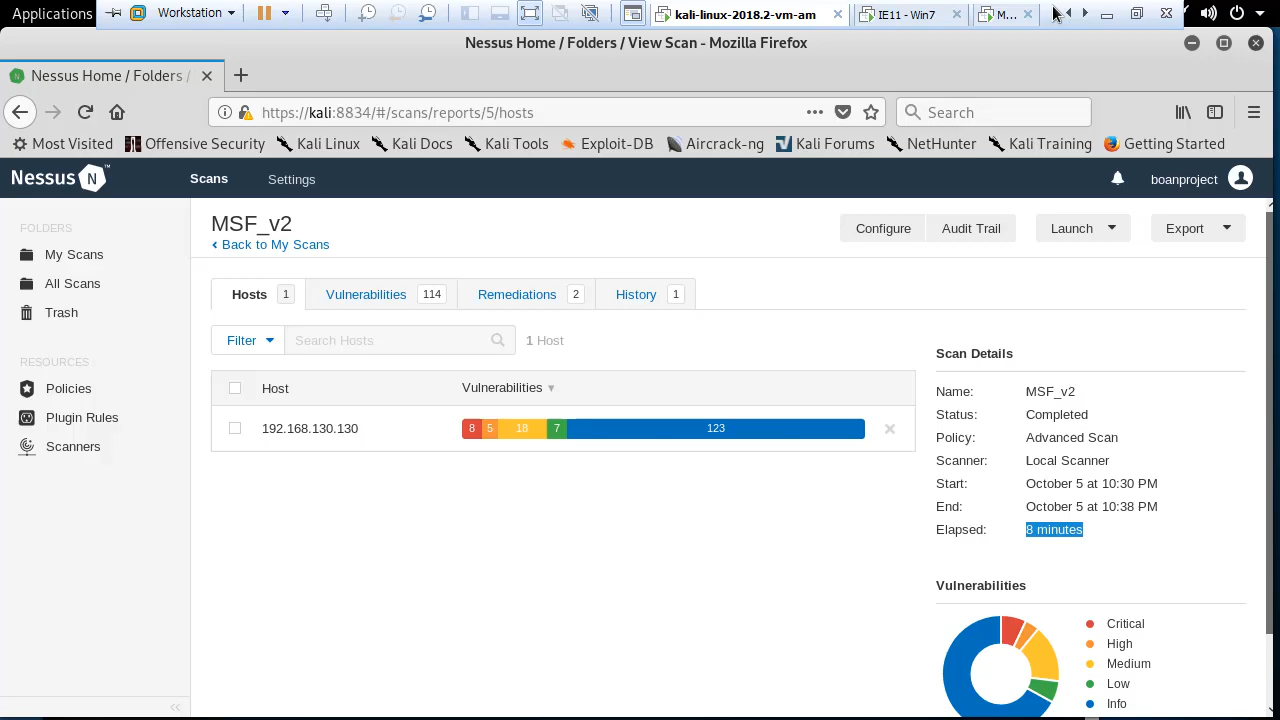 Applications Workstation kali-linux-2018.2-vm-am IE11 - Win7 M...
Nessus Home / Folders / View Scan - Mozilla Firefox
Nessus Home / Folders /
https://kali:8834/#/scans/reports/5/hosts Search
Most Visited Offensive Security Kali Linux Kali Docs Kali Tools Exploit-DB Aircrack-ng Kali Forums NetHunter Kali Training Getting Started
Nessus N ™ Scans Settings boanproject
FOLDERS
My Scans
All Scans
Trash
RESOURCES
Policies
Plugin Rules
Scanners
MSF_v2
Back to My Scans
Configure Audit Trail Launch Export
Hosts 1 Vulnerabilities 114 Remediations 2 History 1
Filter Search Hosts 1 Host
Host Vulnerabilities
192.168.130.130 8 5 18 7 123
Scan Details
Name: MSF_v2
Status: Completed
Policy: Advanced Scan
Scanner: Local Scanner
Start: October 5 at 10:30 PM
End: October 5 at 10:38 PM
Elapsed: 8 minutes
Vulnerabilities
Critical
High
Medium
Low
Info